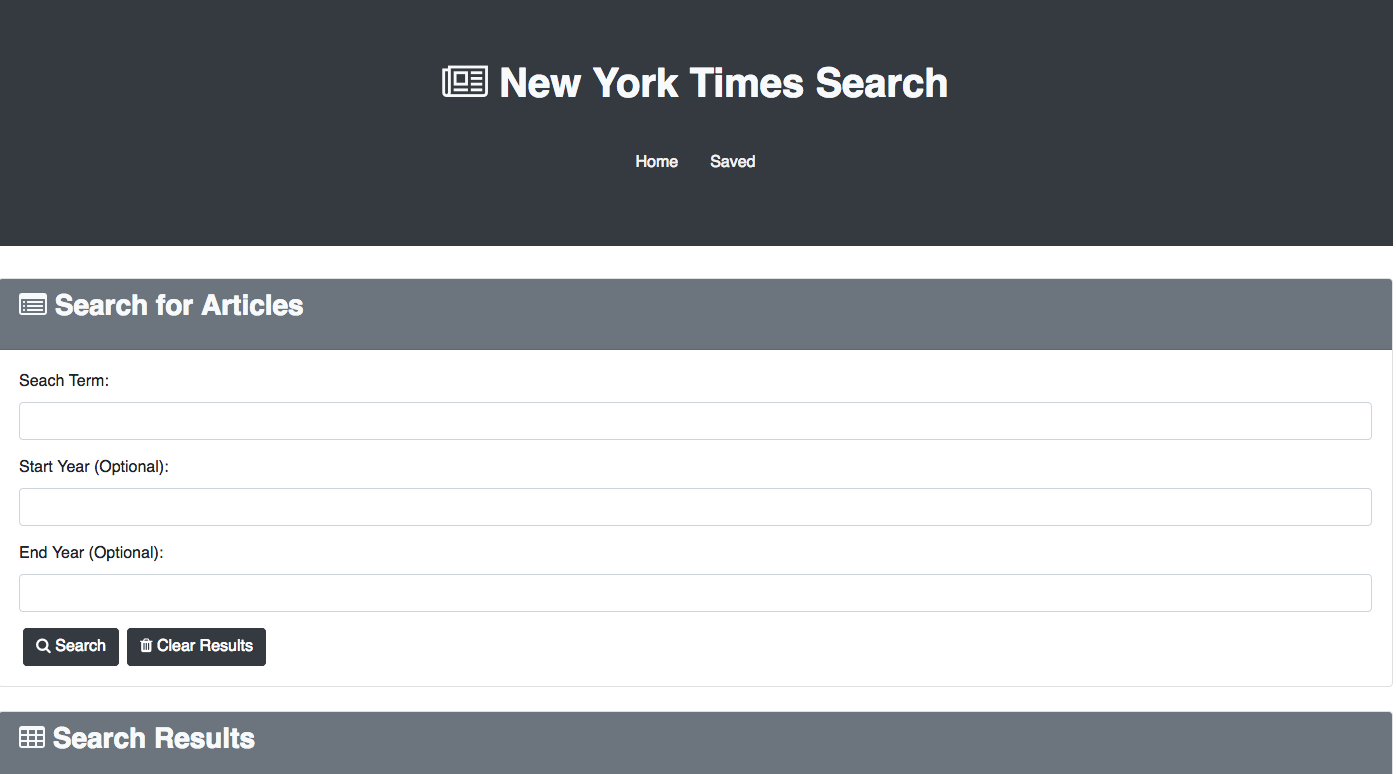 New York Times Search
Home Saved
Search for Articles
Seach Term:
Start Year (Optional):
End Year (Optional):
Search Clear Results
Search Results